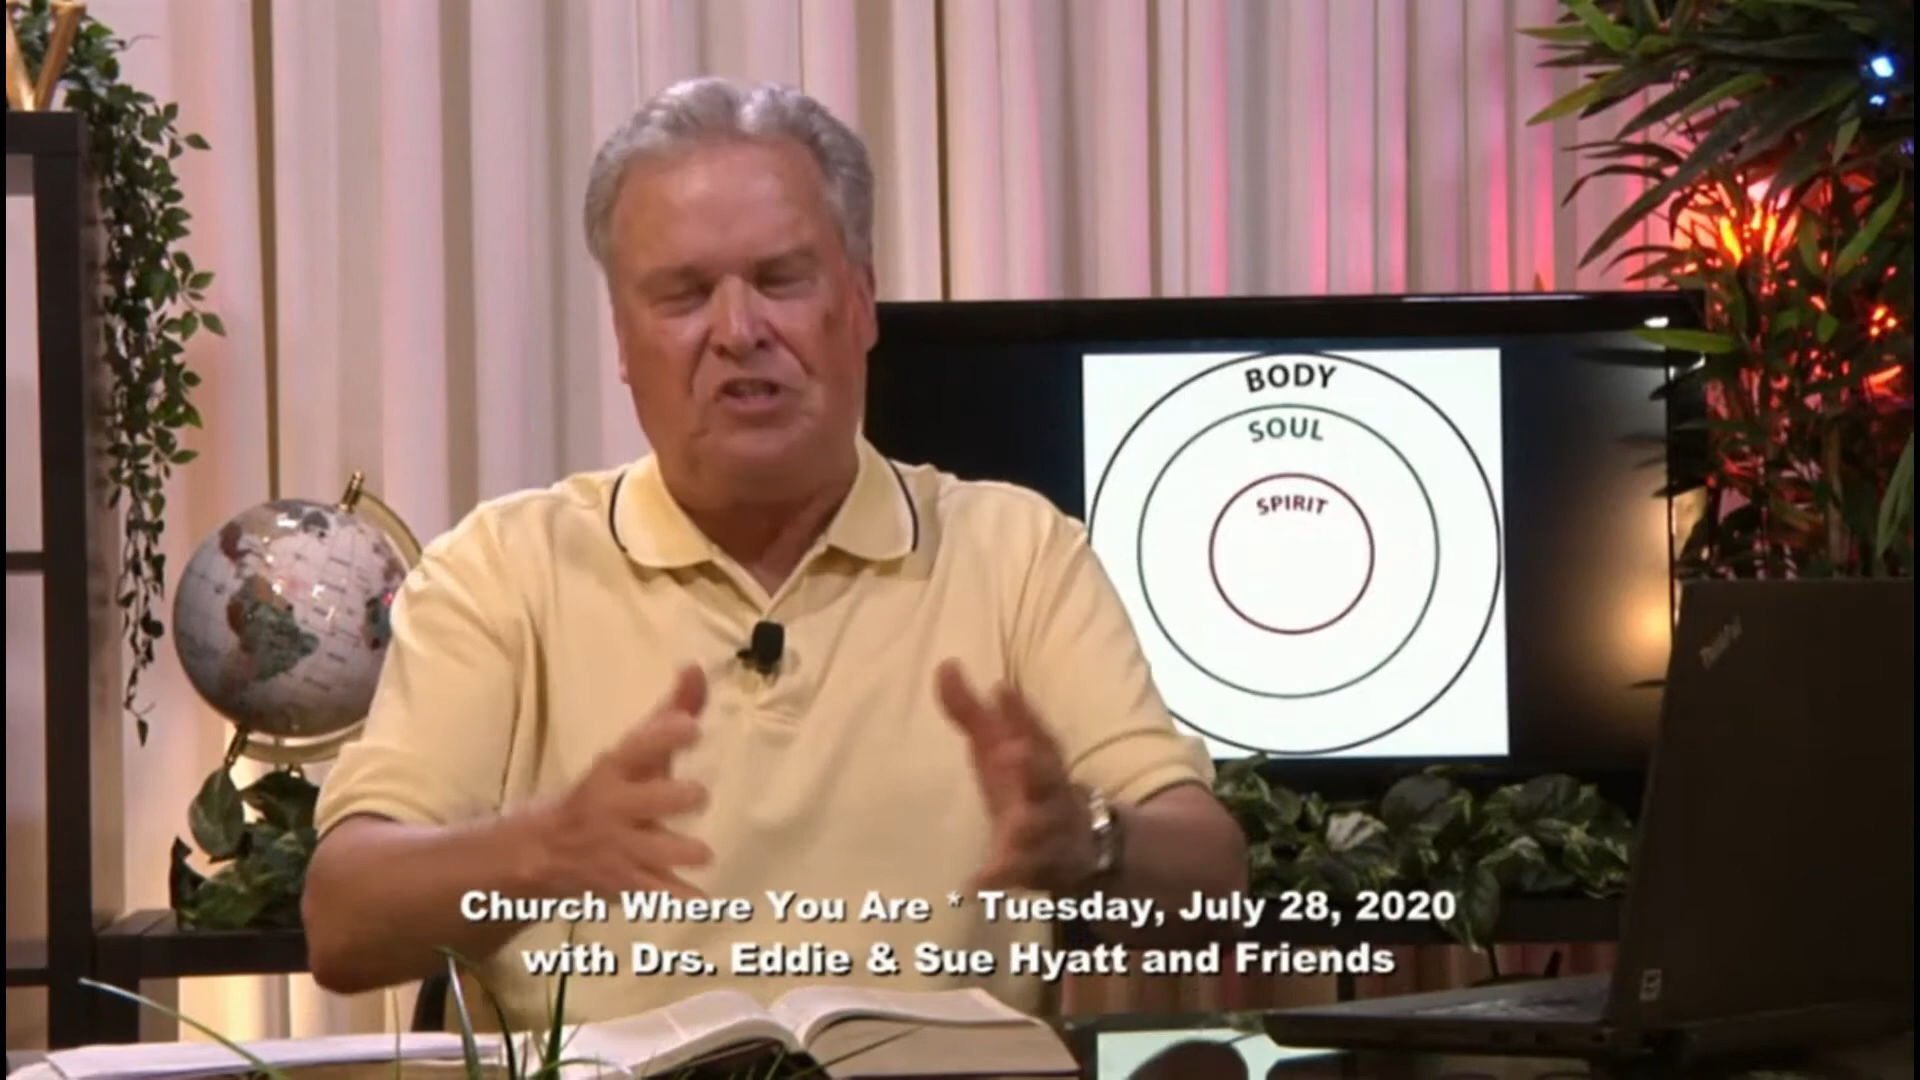 BODY
SOUL
SPIRIT
Church Where You Are * Tuesday, July 28, 2020
with Drs. Eddie & Sue Hyatt and Friends